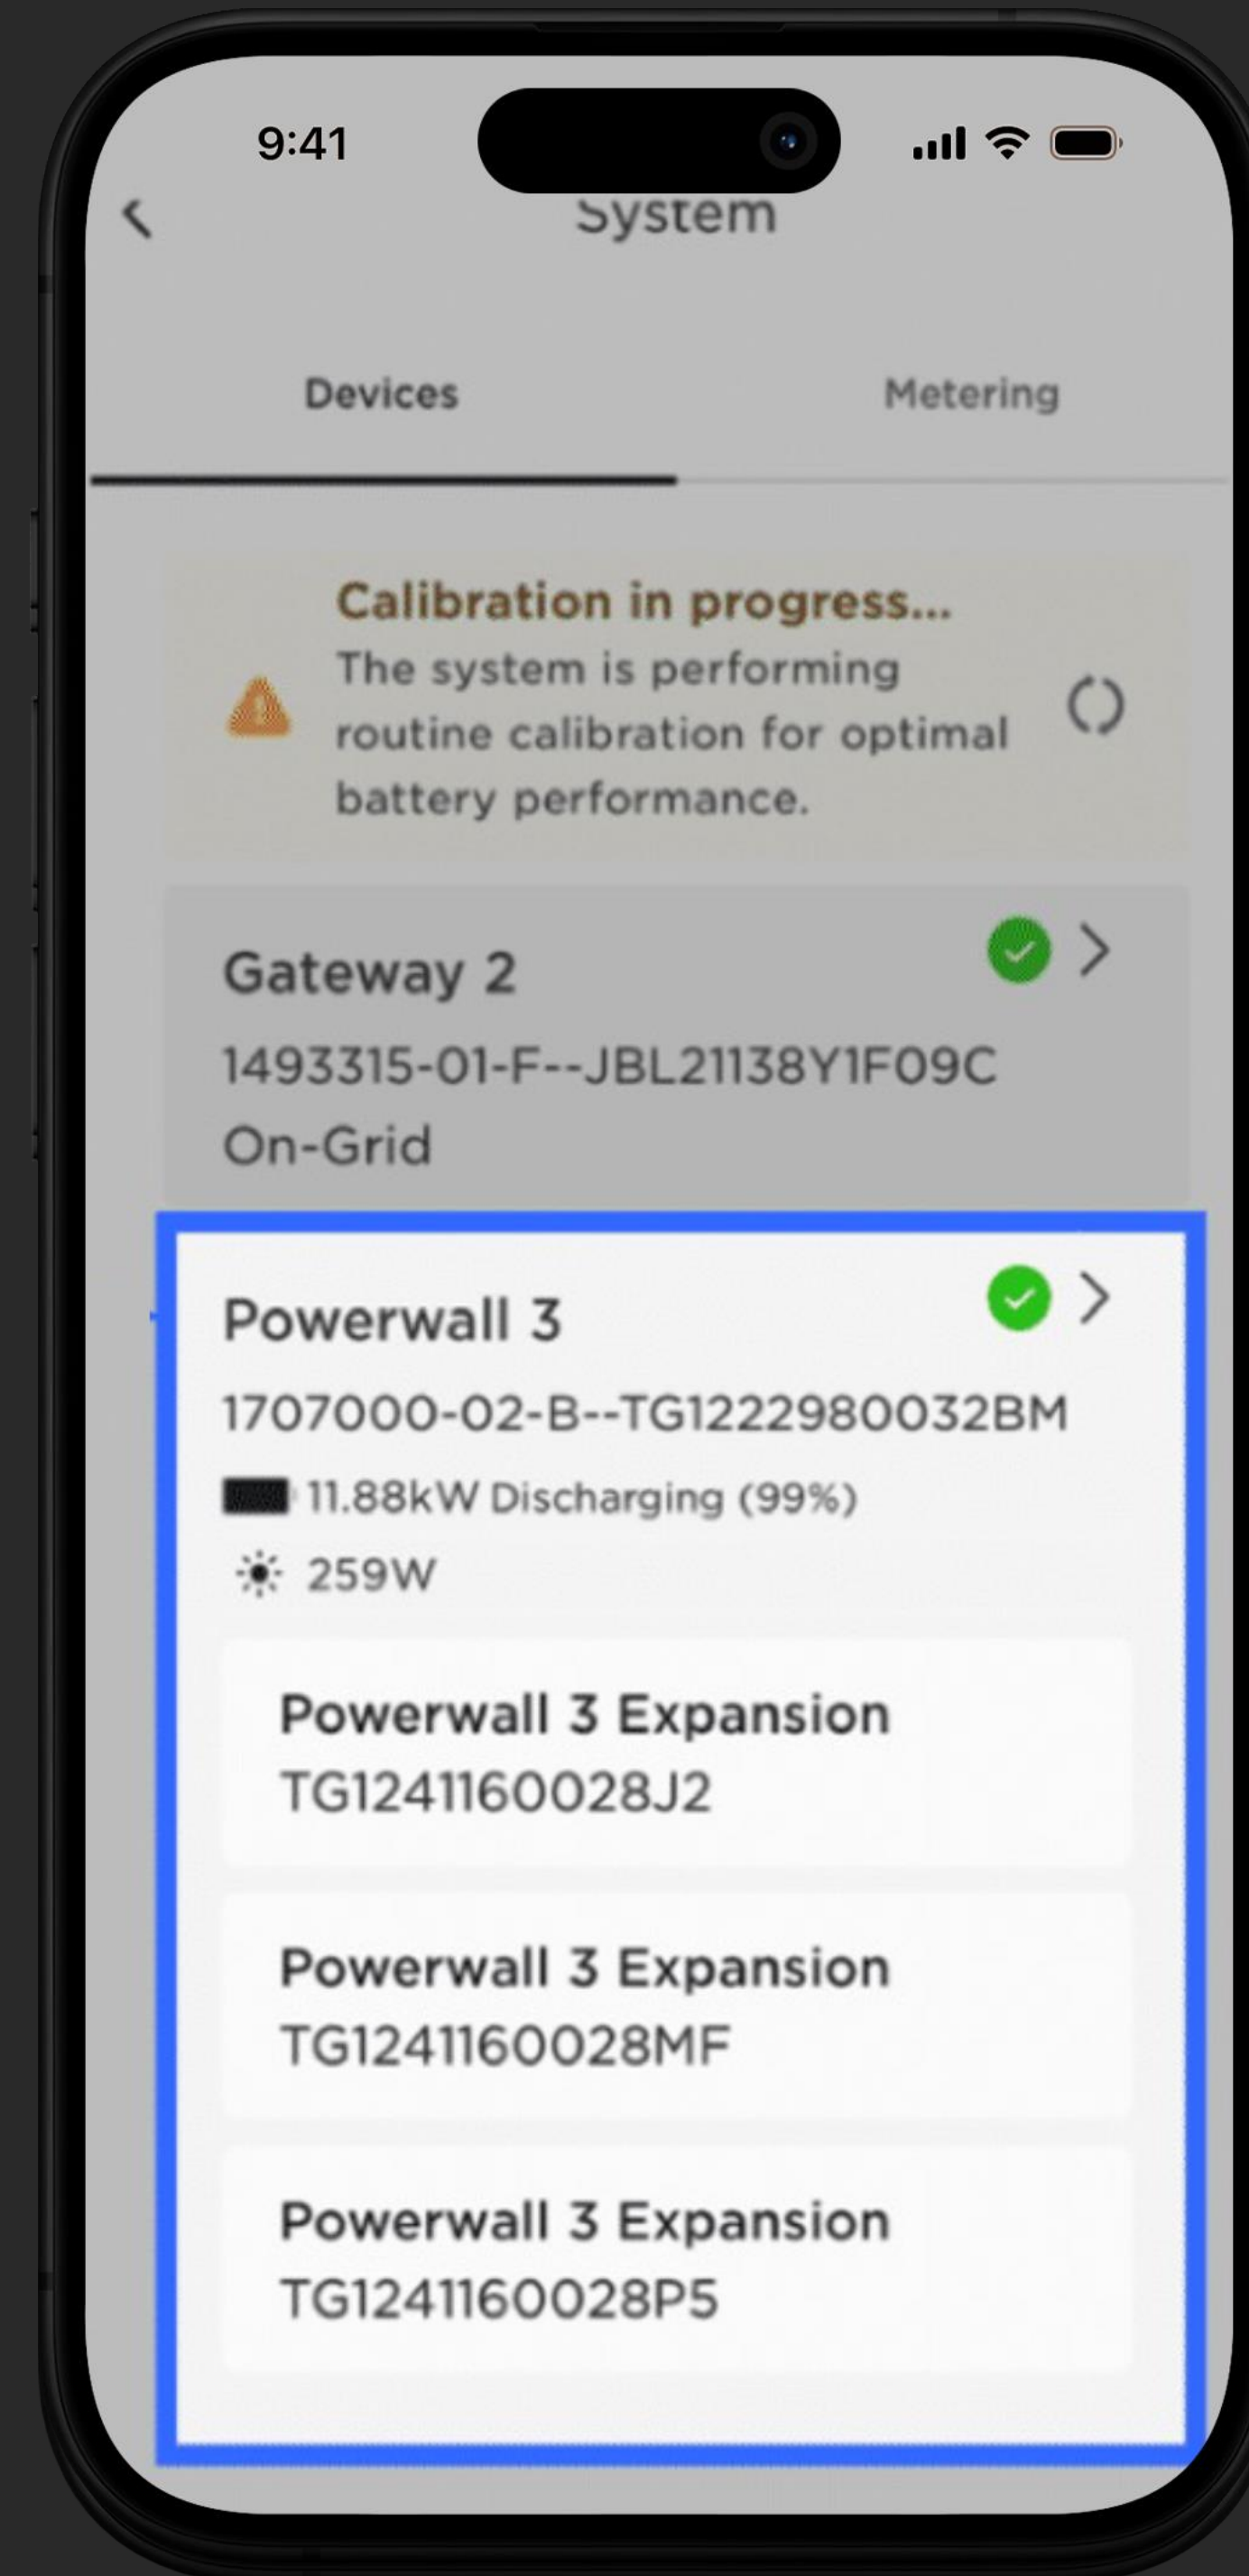 9:41
System
Devices
Metering
Calibration in progress...
The system is performing
routine calibration for optimal
battery performance.
Gateway 2
1493315-01-F--JBL21138Y1F09C
On-Grid
Powerwall 3
1707000-02-B--TG1222980032BM
11.88kW Discharging (99%)
259W
Powerwall 3 Expansion
TG1241160028J2
Powerwall 3 Expansion
TG1241160028MF
Powerwall 3 Expansion
TG1241160028P5